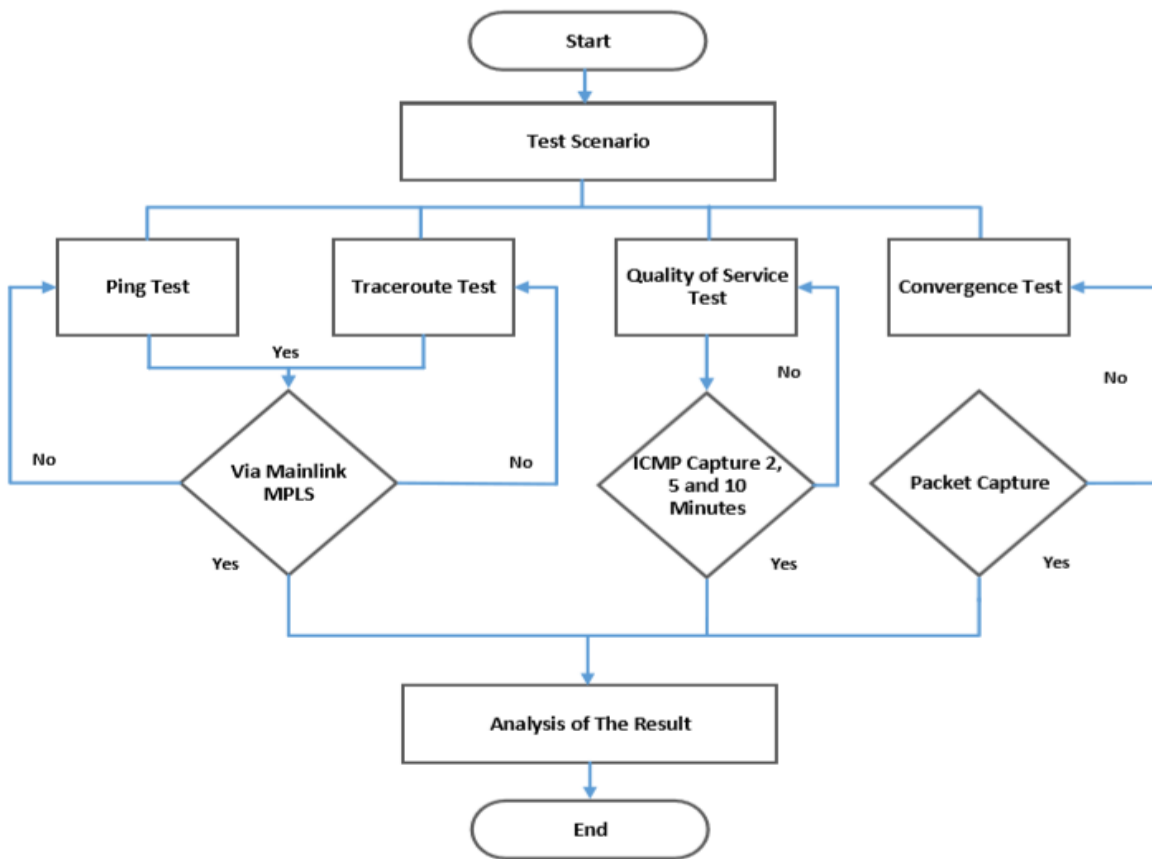 Start
Test Scenario
Ping Test
Traceroute Test
Quality of Service
Test
Convergence Test
Yes
No
No
No
No
Via Mainlink
MPLS
ICMP Capture 2,
5 and 10
Minutes
Packet Capture
Yes
Yes
Yes
Analysis of The Result
End